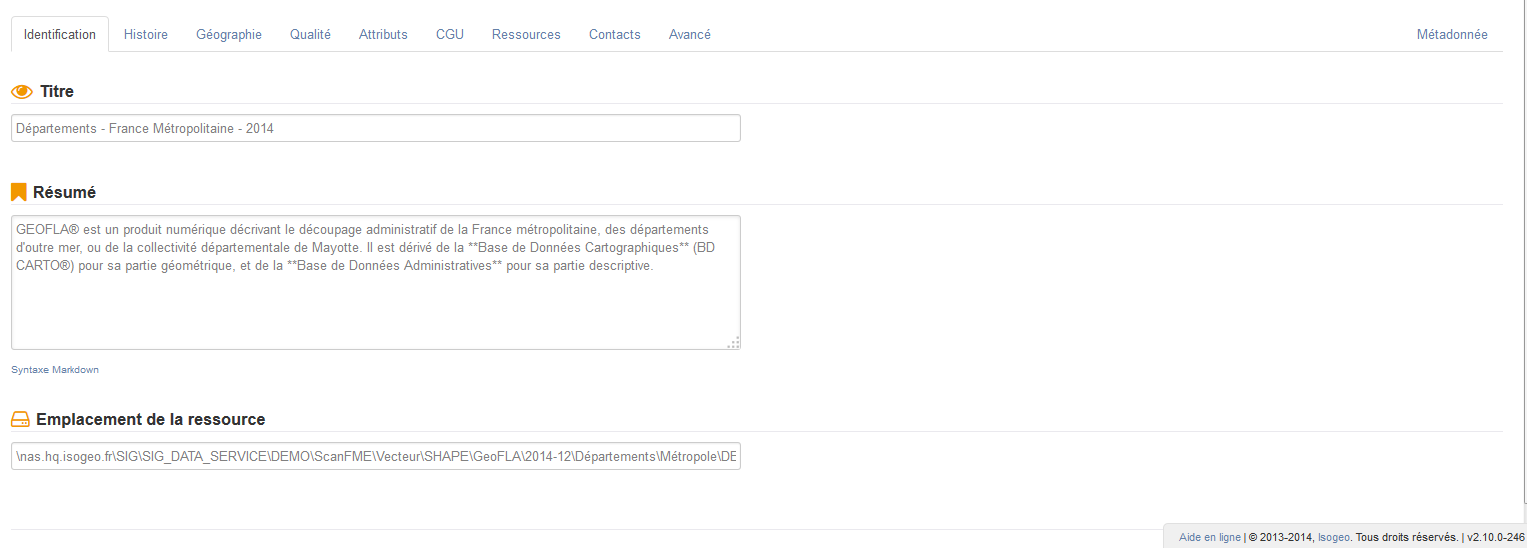 Identification Histoire Géographie Qualité Attributs CGU Ressources Contacts Avancé Métadonnée
Titre
Départements - France Métropolitaine - 2014
Résumé
GEOFLA® est un produit numérique décrivant le découpage administratif de la France métropolitaine, des départements
d'outre mer, ou de la collectivité départementale de Mayotte. Il est dérivé de la **Base de Données Cartographiques** (BD
CARTO®) pour sa partie géométrique, et de la **Base de Données Administratives** pour sa partie descriptive.
Syntaxe Markdown
Emplacement de la ressource
\nas.hq.isogeo.fr\SIG\SIG_DATA_SERVICE\DEMO\ScanFME\Vecteur\SHAPE\GeoFLA\2014-12\Départements\Métropole\DE
Aide en ligne | © 2013-2014, Isogeo. Tous droits réservés. | v2.10.0-246